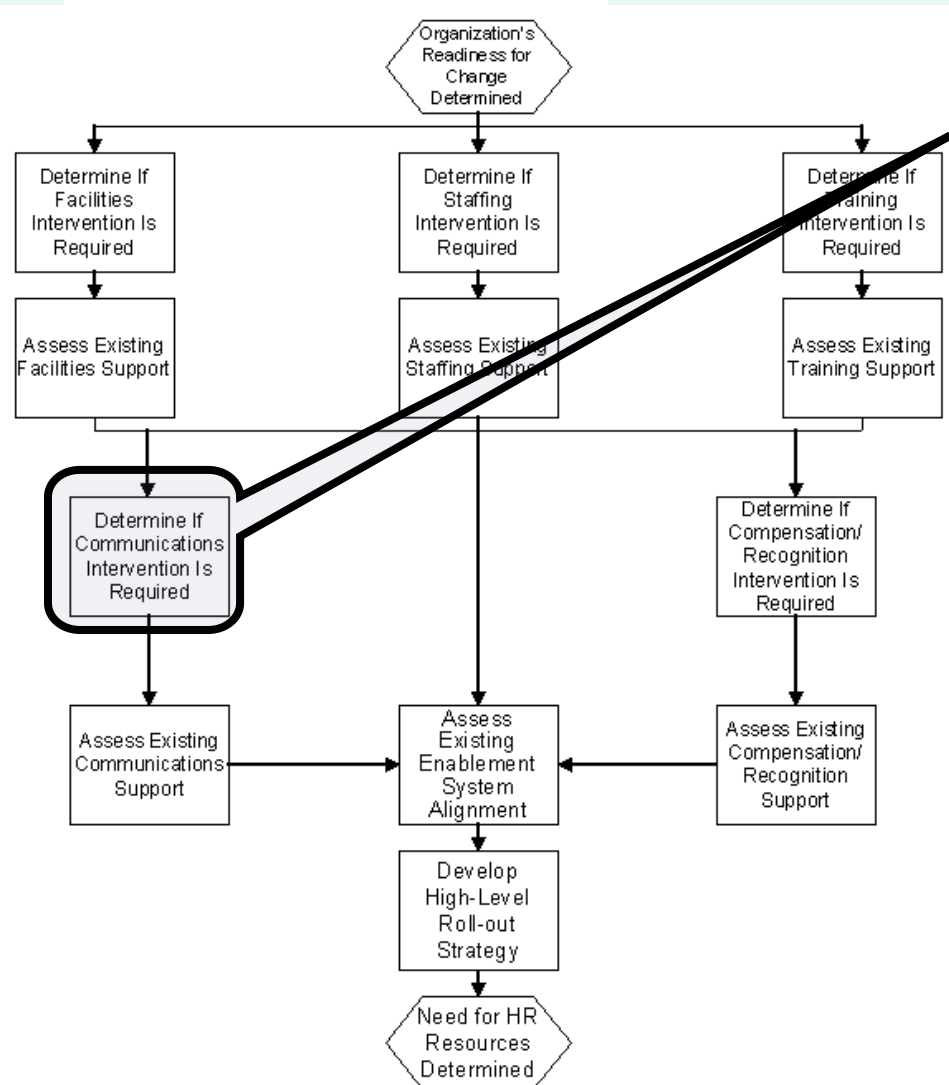 Organization's
Readiness for
Change
Determined
Determine If
Facilities
Intervention Is
Required
Determine If
Staffing
Intervention Is
Required
Determine If
Training
Intervention Is
Required
Assess Existing
Facilities Support
Assess Existing
Staffing Support
Assess Existing
Training Support
Determine If
Communications
Intervention Is
Required
Determine If
Compensation/
Recognition
Intervention Is
Required
Assess Existing
Communications
Support
Assess
Existing
Enablement
System
Alignment
Assess Existing
Compensation/
Recognition
Support
Develop
High-Level
Roll-out
Strategy
Need for HR
Resources
Determined